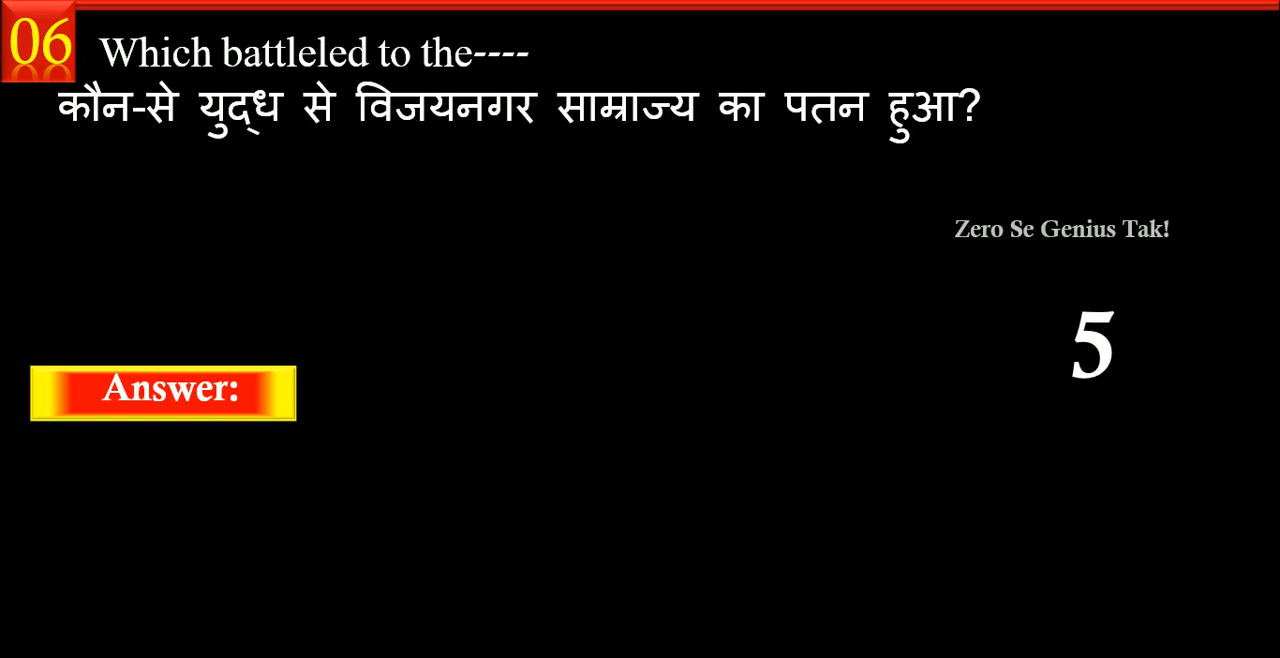 06
Which battleled to the----
कौन-से युद्ध से विजयनगर साम्राज्य का पतन हुआ?
Zero Se Genius Tak!
5
Answer: